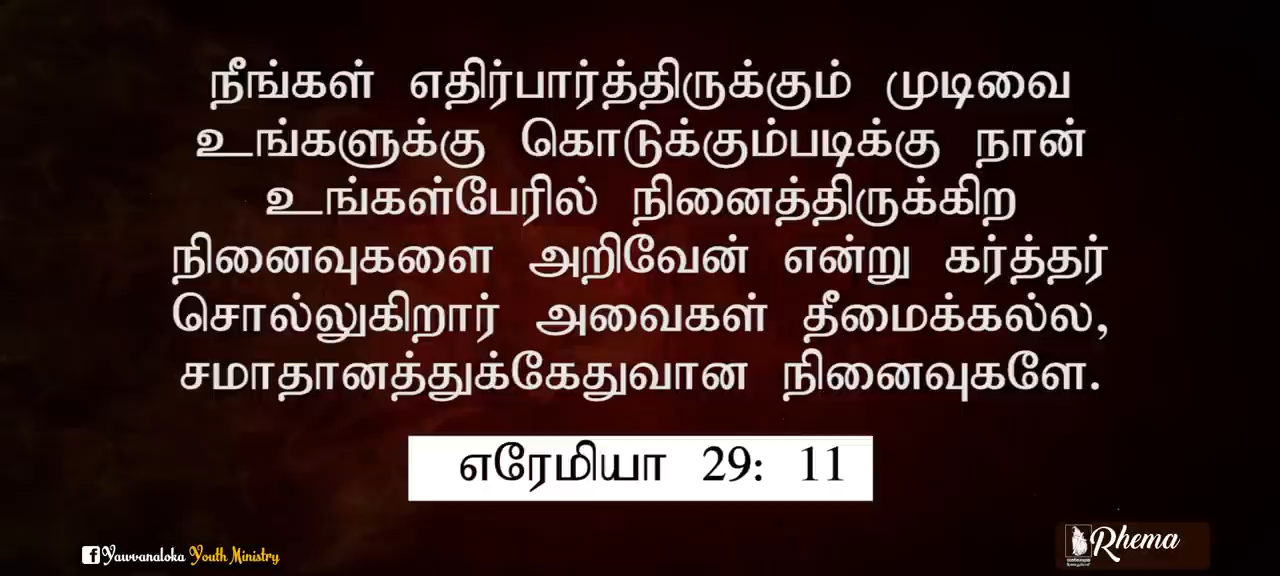 நீங்கள் எதிர்பார்த்திருக்கும் முடிவை
உங்களுக்கு கொடுக்கும்படிக்கு நான்
உங்கள்பேரில் நினைத்திருக்கிற
நினைவுகளை அறிவேன் என்று கர்த்தர்
சொல்லுகிறார் அவைகள் தீமைக்கல்ல,
சமாதானத்துக்கேதுவான நினைவுகளே.
எரேமியா 29: 11
Yawvanaloka Youth Ministry
Rhema